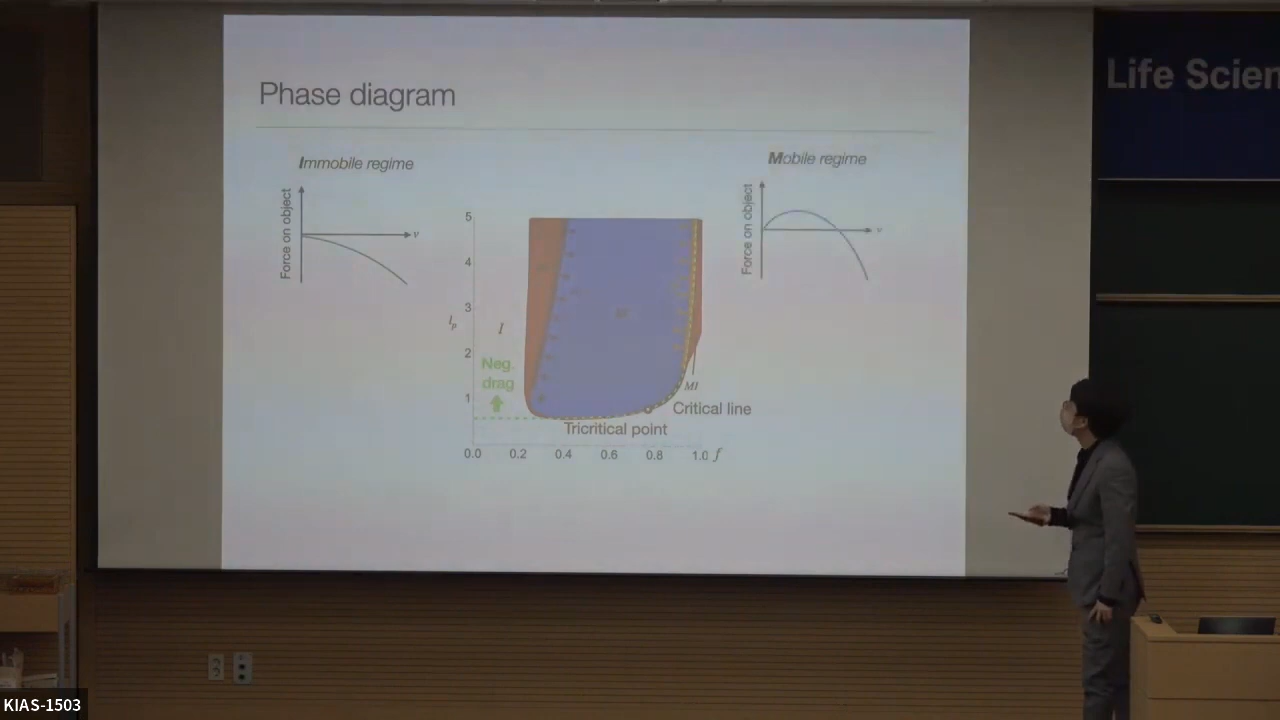 Life Scien
Phase diagram
Immobile regime
Mobile regime
Force on object
v
Force on object
v
5
4
3
2
1
l_p
I
Neg.
drag
MI
Critical line
Tricritical point
0.0 0.2 0.4 0.6 0.8 1.0 f
KIAS-1503